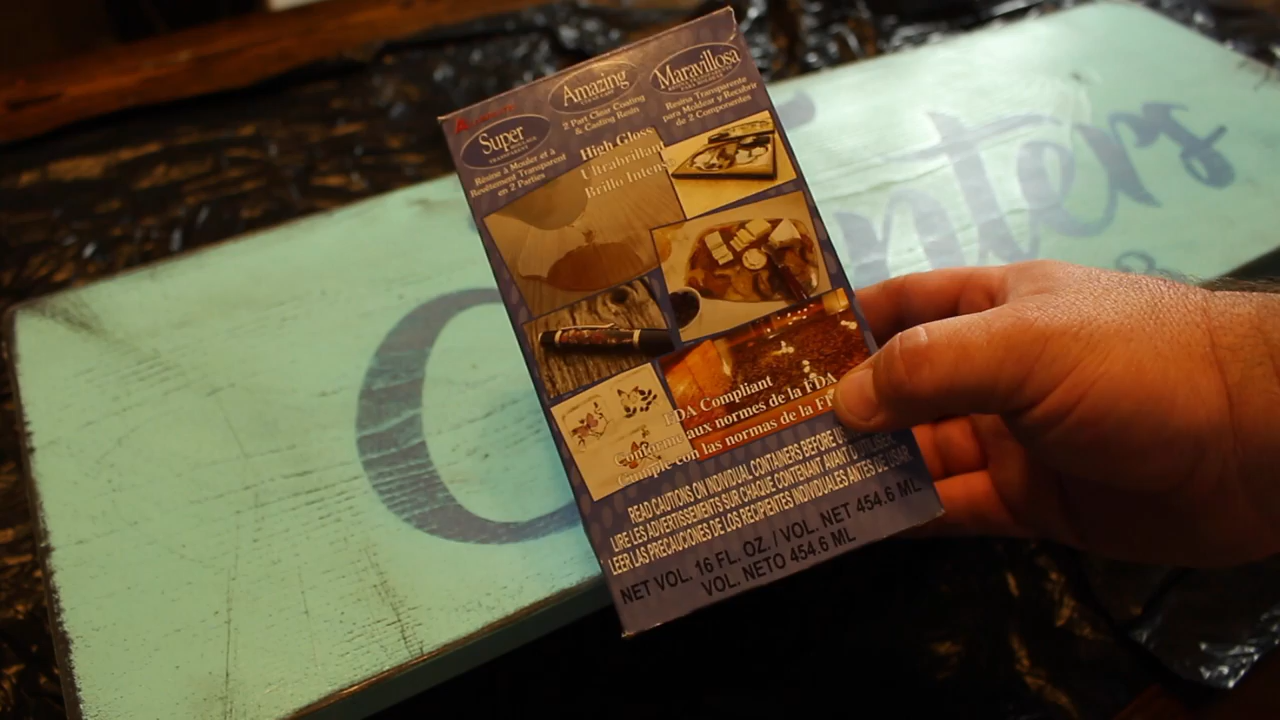 Super
Résine à Mouler et à
Revêtement Transparent
en 2 Parties
Amazing
2 Part Clear Coating
& Casting Resin
Maravillosa
Resina Transparente
para Moldear y Recubrir
de 2 Componentes
High Gloss
Ultrabrillant
Brillo Intenso
FDA Compliant
Conforme aux normes de la FDA
Cumple con las normas de la
READ CAUTIONS ON INDIVIDUAL CONTAINERS BEFORE
LIRE LES ADVERTISSEMENTS SUR CHAQUE CONTENANT AVANT D'UTILISER
LEER LAS PRECAUCIONES DE LOS RECIPIENTES INDIVIDUALES ANTES DE USAR
NET VOL. 16 FL. OZ. / VOL. NET 454.6 ML
VOL. NETO 454.6 ML
C
nters
&